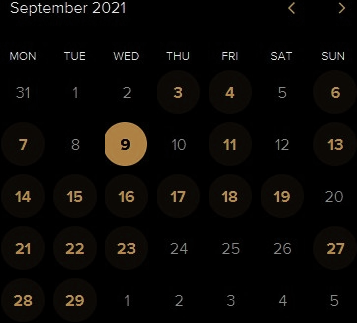 September 2021 < >
MON TUE WED THU FRI SAT SUN
31 1 2 3 4 5 6
7 8 9 10 11 12 13
14 15 16 17 18 19 20
21 22 23 24 25 26 27
28 29 1 2 3 4 5